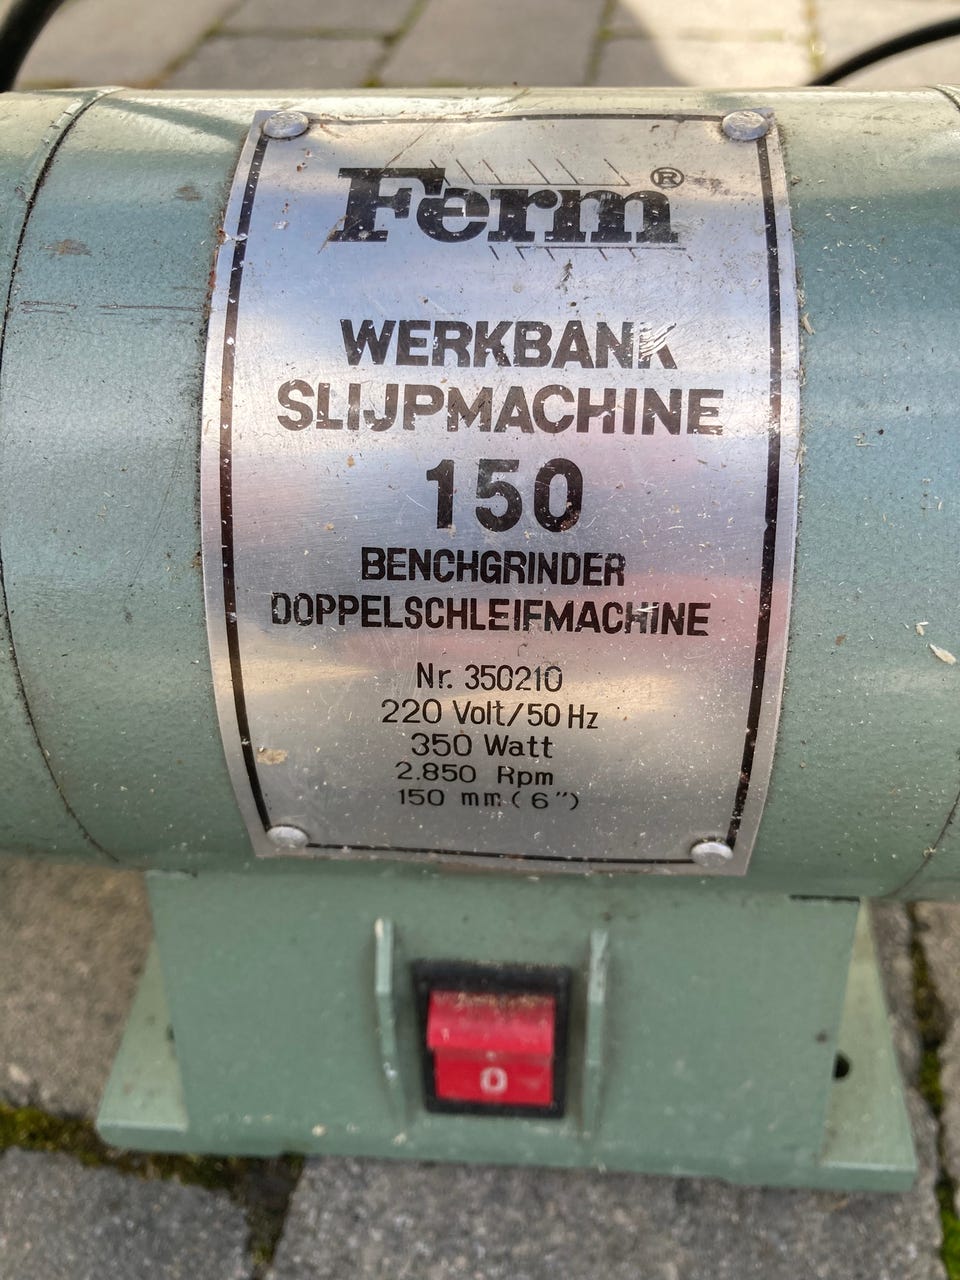 Ferm®
WERKBANK
SLIJPMACHINE
150
BENCHGRINDER
DOPPELSCHLEIFMACHINE
Nr. 350210
220 Volt/50 Hz
350 Watt
2.850 Rpm
150 mm ( 6″)
0